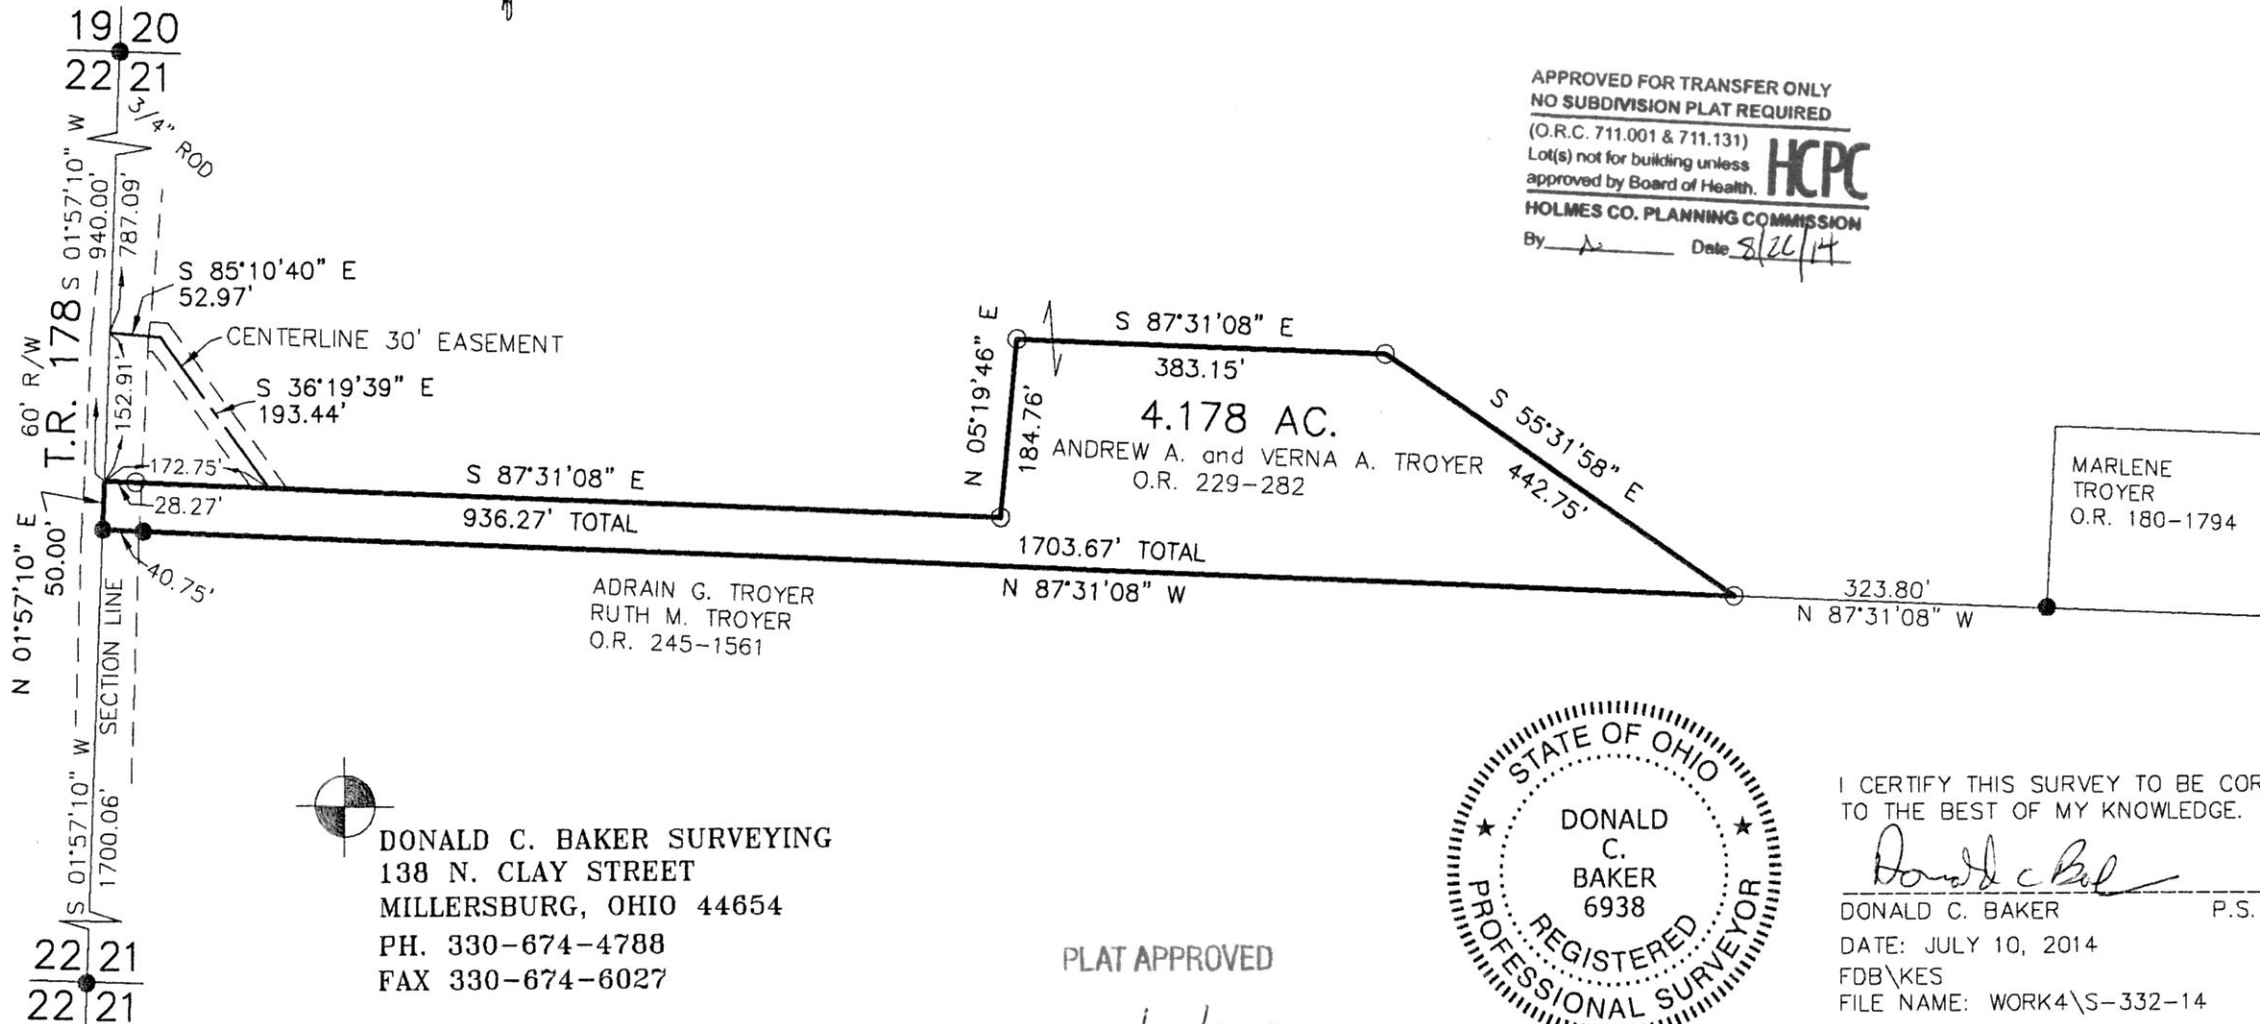 19 20
22 21
3/4" ROD
S 01°57'10" W
940.00'
787.09'
APPROVED FOR TRANSFER ONLY
NO SUBDIVISION PLAT REQUIRED
(O.R.C. 711.001 & 711.131)
Lot(s) not for building unless
approved by Board of Health.
HCPC
HOLMES CO. PLANNING COMMISSION
By Date 8/26/14
S 85°10'40" E
52.97'
CENTERLINE 30' EASEMENT
S 36°19'39" E
193.44'
T.R. 178
60' R/W
152.91'
172.75'
28.27'
S 87°31'08" E
936.27' TOTAL
N 05°19'46" E
184.76'
S 87°31'08" E
383.15'
4.178 AC.
ANDREW A. and VERNA A. TROYER
O.R. 229-282
S 55°31'58" E
442.75'
MARLENE
TROYER
O.R. 180-1794
N 01°57'10" E
50.00'
40.75'
1703.67' TOTAL
N 87°31'08" W
323.80'
N 87°31'08" W
ADRAIN G. TROYER
RUTH M. TROYER
O.R. 245-1561
SECTION LINE
S 01°57'10" W
1700.06'
DONALD C. BAKER SURVEYING
138 N. CLAY STREET
MILLERSBURG, OHIO 44654
PH. 330-674-4788
FAX 330-674-6027
22 21
22 21
PLAT APPROVED
STATE OF OHIO
DONALD
C.
BAKER
6938
REGISTERED
PROFESSIONAL SURVEYOR
I CERTIFY THIS SURVEY TO BE COR
TO THE BEST OF MY KNOWLEDGE.
Donald C Bak
DONALD C. BAKER P.S.
DATE: JULY 10, 2014
FDB\KES
FILE NAME: WORK4\S-332-14